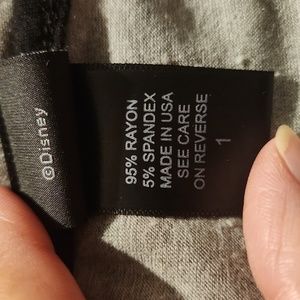 ©Disney
95% RAYON
5% SPANDEX
MADE IN USA
SEE CARE
ON REVERSE
1